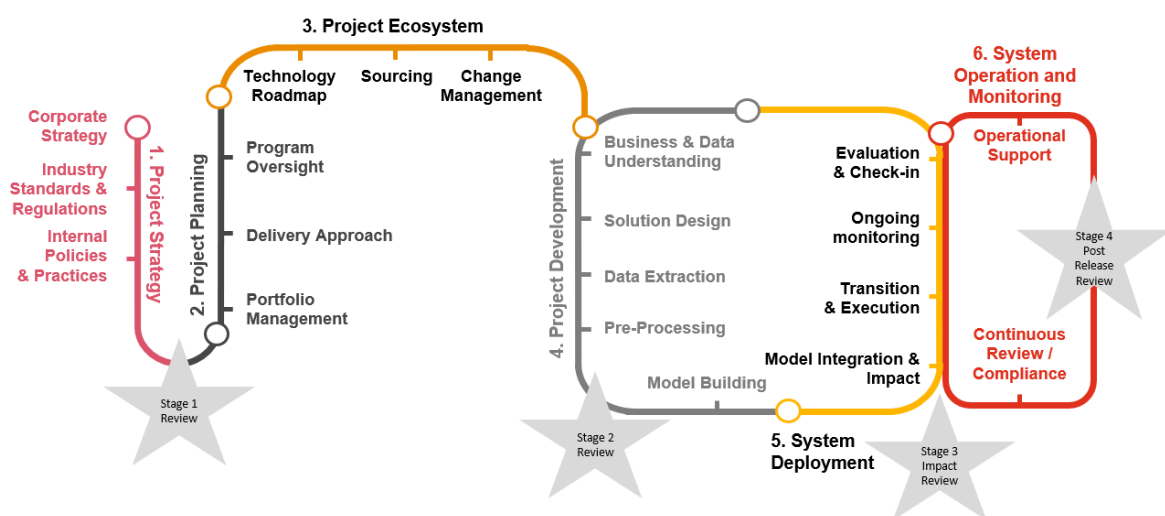 Corporate
Strategy
Industry
Standards &
Regulations
Internal
Policies
& Practices
1. Project Strategy
2. Project Planning
Program
Oversight
Delivery Approach
Portfolio
Management
Stage 1
Review
3. Project Ecosystem
Technology
Roadmap
Sourcing
Change
Management
4. Project Development
Business & Data
Understanding
Solution Design
Data Extraction
Pre-Processing
Model Building
Stage 2
Review
5. System
Deployment
Evaluation
& Check-in
Ongoing
monitoring
Transition
& Execution
Model Integration &
Impact
Stage 3
Impact
Review
6. System
Operation and
Monitoring
Operational
Support
Continuous
Review /
Compliance
Stage 4
Post
Release
Review